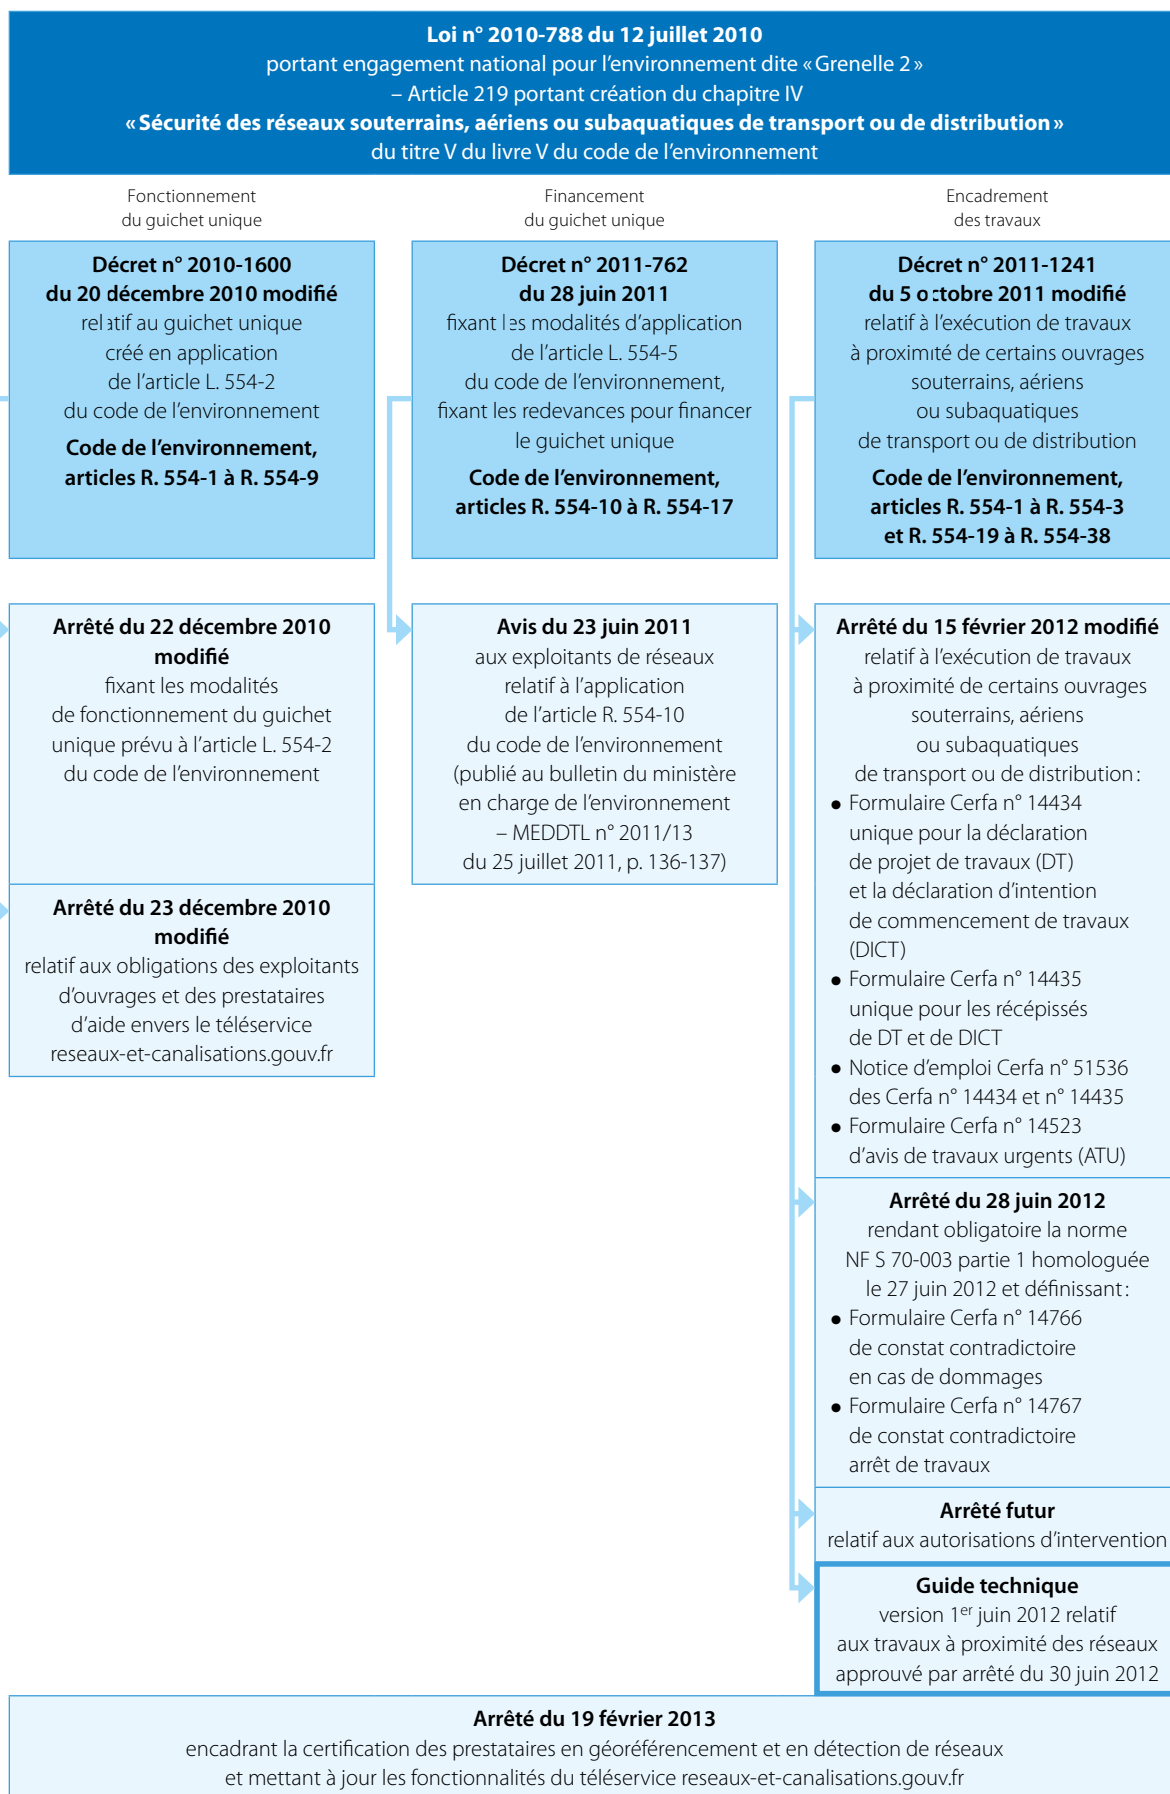 Loi n° 2010-788 du 12 juillet 2010
portant engagement national pour l’environnement dite « Grenelle 2 »
– Article 219 portant création du chapitre IV
« Sécurité des réseaux souterrains, aériens ou subaquatiques de transport ou de distribution »
du titre V du livre V du code de l’environnement
Fonctionnement
du guichet unique
Décret n° 2010-1600
du 20 décembre 2010 modifié
relatif au guichet unique
créé en application
de l’article L. 554-2
du code de l’environnement
Code de l’environnement,
articles R. 554-1 à R. 554-9
Financement
du guichet unique
Décret n° 2011-762
du 28 juin 2011
fixant les modalités d’application
de l’article L. 554-5
du code de l’environnement,
fixant les redevances pour financer
le guichet unique
Code de l’environnement,
articles R. 554-10 à R. 554-17
Encadrement
des travaux
Décret n° 2011-1241
du 5 octobre 2011 modifié
relatif à l’exécution de travaux
à proximité de certains ouvrages
souterrains, aériens
ou subaquatiques
de transport ou de distribution
Code de l’environnement,
articles R. 554-1 à R. 554-3
et R. 554-19 à R. 554-38
Arrêté du 22 décembre 2010
modifié
fixant les modalités
de fonctionnement du guichet
unique prévu à l’article L. 554-2
du code de l’environnement
Arrêté du 23 décembre 2010
modifié
relatif aux obligations des exploitants
d’ouvrages et des prestataires
d’aide envers le téléservice
reseaux-et-canalisations.gouv.fr
Avis du 23 juin 2011
aux exploitants de réseaux
relatif à l’application
de l’article R. 554-10
du code de l’environnement
(publié au bulletin du ministère
en charge de l’environnement
– MEDDTL n° 2011/13
du 25 juillet 2011, p. 136-137)
Arrêté du 15 février 2012 modifié
relatif à l’exécution de travaux
à proximité de certains ouvrages
souterrains, aériens
ou subaquatiques
de transport ou de distribution :
• Formulaire Cerfa n° 14434
unique pour la déclaration
de projet de travaux (DT)
et la déclaration d’intention
de commencement de travaux
(DICT)
• Formulaire Cerfa n° 14435
unique pour les récépissés
de DT et de DICT
• Notice d’emploi Cerfa n° 51536
des Cerfa n° 14434 et n° 14435
• Formulaire Cerfa n° 14523
d’avis de travaux urgents (ATU)
Arrêté du 28 juin 2012
rendant obligatoire la norme
NF S 70-003 partie 1 homologuée
le 27 juin 2012 et définissant :
• Formulaire Cerfa n° 14766
de constat contradictoire
en cas de dommages
• Formulaire Cerfa n° 14767
de constat contradictoire
arrêt de travaux
Arrêté futur
relatif aux autorisations d’intervention
Guide technique
version 1er juin 2012 relatif
aux travaux à proximité des réseaux
approuvé par arrêté du 30 juin 2012
Arrêté du 19 février 2013
encadrant la certification des prestataires en géoréférencement et en détection de réseaux
et mettant à jour les fonctionnalités du téléservice reseaux-et-canalisations.gouv.fr